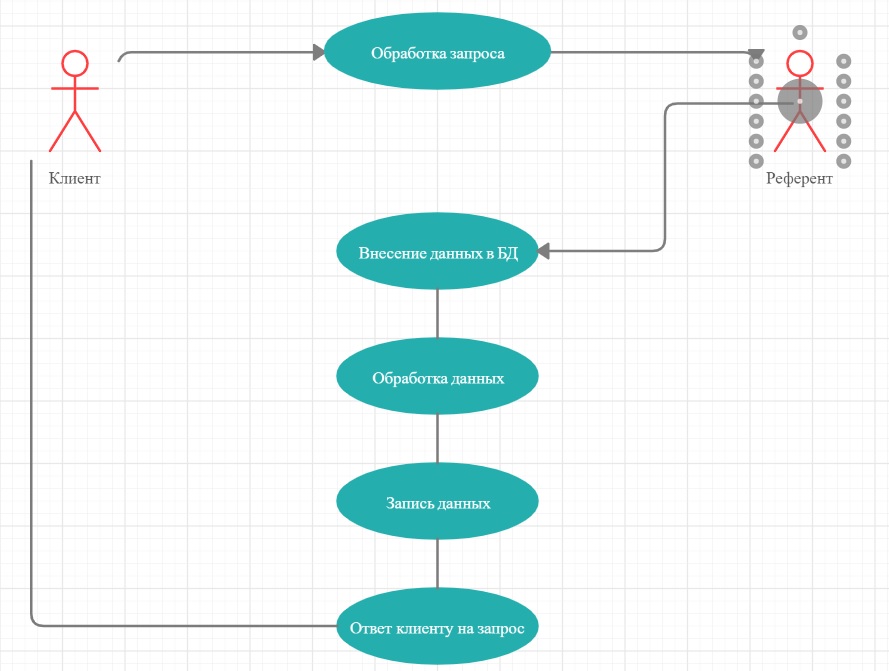 Обработка запроса
Клиент
Референт
Внесение данных в БД
Обработка данных
Запись данных
Ответ клиенту на запрос